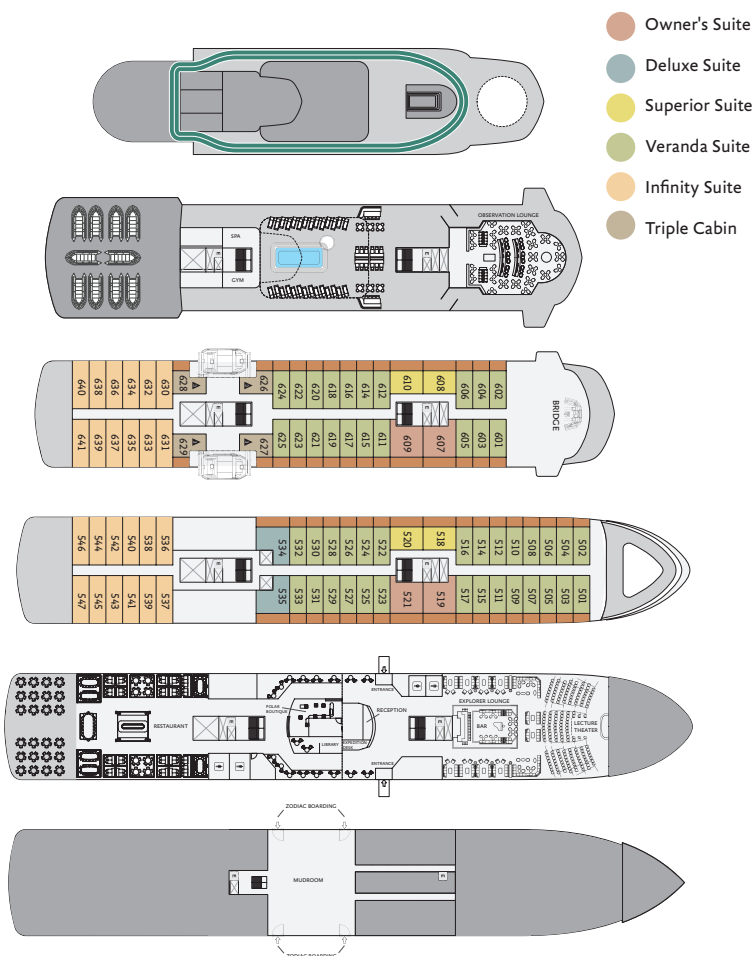 Owner's Suite
Deluxe Suite
Superior Suite
Veranda Suite
Infinity Suite
Triple Cabin
OBSERVATION LOUNGE
SPA
E
E
GYM
640 638 636 634 632 630 628 626 624 622 620 618 616 614 612 610 608 606 604 602
E
E
BRIDGE
641 639 637 635 633 631 629 627 625 623 621 619 617 615 611 609 607 605 603 601
546 544 542 540 538 536 534 532 530 528 526 524 522 520 518 516 514 512 510 508 506 504 502
E
E
547 545 543 541 539 537 535 533 531 529 527 525 523 521 519 517 515 511 509 507 505 503 501
ENTRANCE
EXPLORER LOUNGE
POLAR
BOUTIQUE
RECEPTION
RESTAURANT
E
E
BAR
LECTURE
THEATER
LIBRARY
EXPEDITION
DESK
ENTRANCE
ZODIAC BOARDING
E
E
MUDROOM
ZODIAC BOARDING